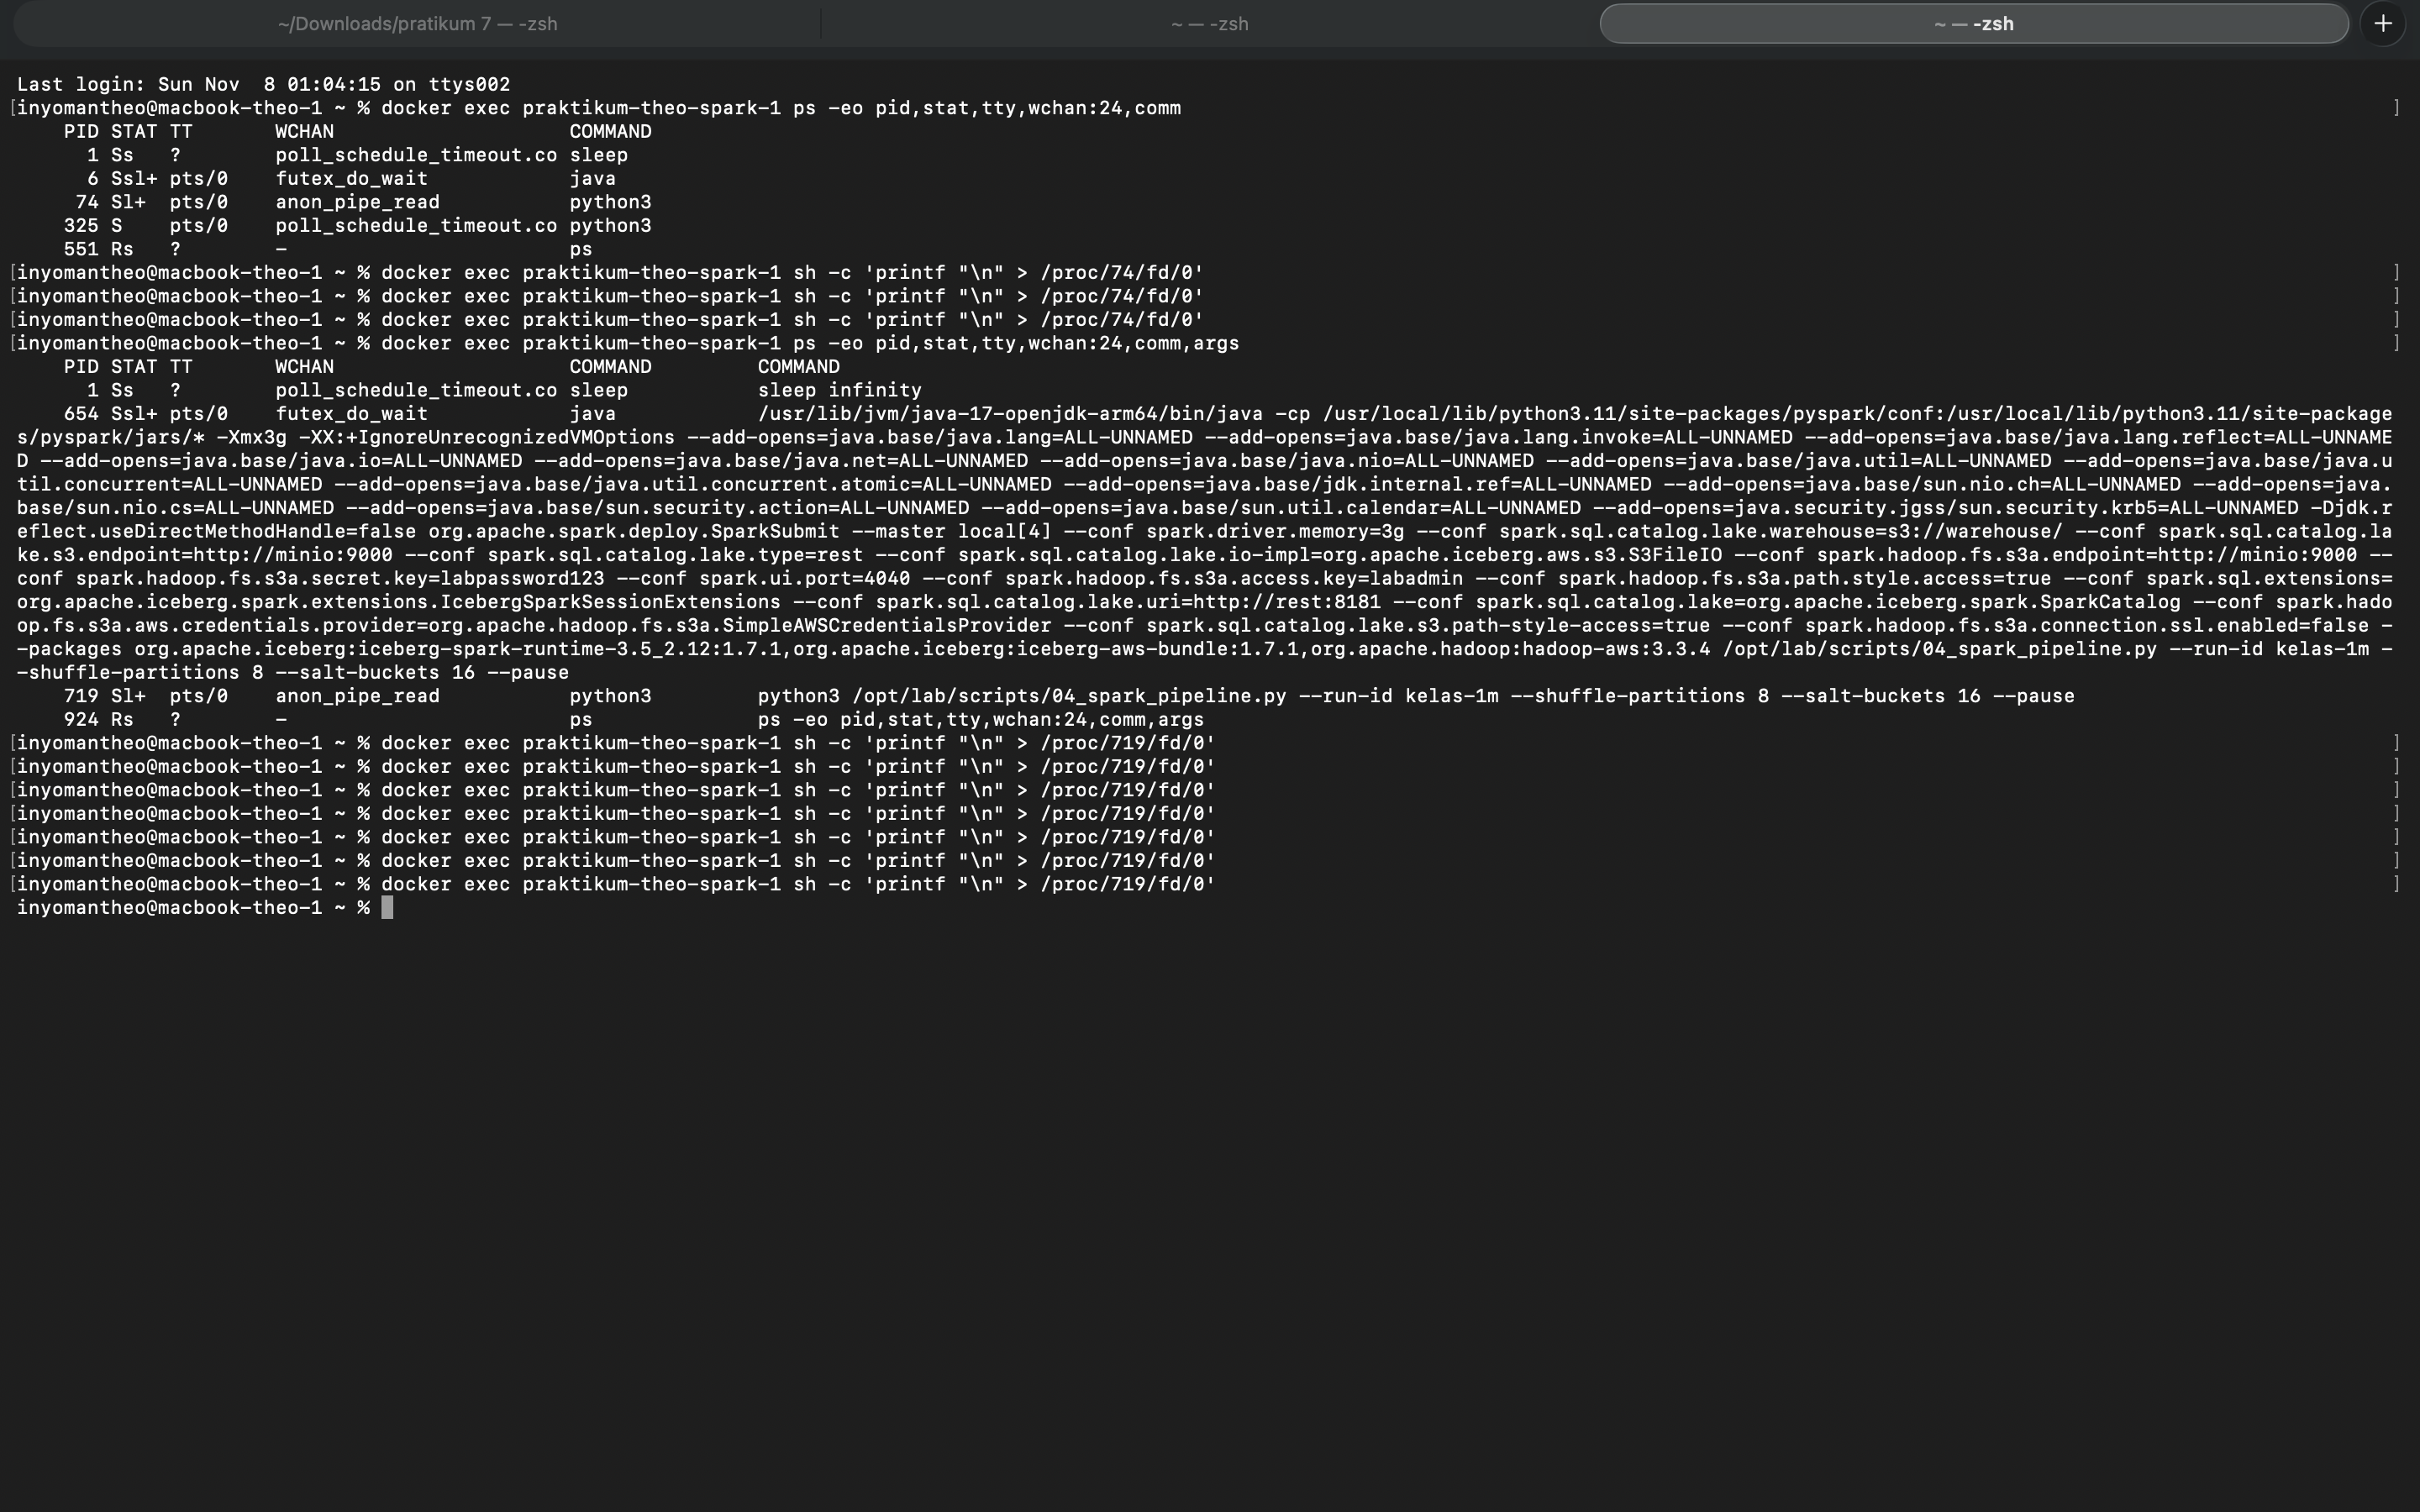 ~/Downloads/pratikum 7 — -zsh
~ — -zsh
~ — -zsh
+
Last login: Sun Nov  8 01:04:15 on ttys002
[inyomantheo@macbook-theo-1 ~ % docker exec praktikum-theo-spark-1 ps -eo pid,stat,tty,wchan:24,comm ]
    PID STAT TT       WCHAN                    COMMAND
      1 Ss   ?        poll_schedule_timeout.co sleep
      6 Ssl+ pts/0    futex_do_wait            java
     74 Sl+  pts/0    anon_pipe_read           python3
    325 S    pts/0    poll_schedule_timeout.co python3
    551 Rs   ?        -                        ps
[inyomantheo@macbook-theo-1 ~ % docker exec praktikum-theo-spark-1 sh -c 'printf "\n" > /proc/74/fd/0' ]
[inyomantheo@macbook-theo-1 ~ % docker exec praktikum-theo-spark-1 sh -c 'printf "\n" > /proc/74/fd/0' ]
[inyomantheo@macbook-theo-1 ~ % docker exec praktikum-theo-spark-1 sh -c 'printf "\n" > /proc/74/fd/0' ]
[inyomantheo@macbook-theo-1 ~ % docker exec praktikum-theo-spark-1 ps -eo pid,stat,tty,wchan:24,comm,args ]
    PID STAT TT       WCHAN                    COMMAND         COMMAND
      1 Ss   ?        poll_schedule_timeout.co sleep           sleep infinity
    654 Ssl+ pts/0    futex_do_wait            java            /usr/lib/jvm/java-17-openjdk-arm64/bin/java -cp /usr/local/lib/python3.11/site-packages/pyspark/conf:/usr/local/lib/python3.11/site-package
s/pyspark/jars/* -Xmx3g -XX:+IgnoreUnrecognizedVMOptions --add-opens=java.base/java.lang=ALL-UNNAMED --add-opens=java.base/java.lang.invoke=ALL-UNNAMED --add-opens=java.base/java.lang.reflect=ALL-UNNAME
D --add-opens=java.base/java.io=ALL-UNNAMED --add-opens=java.base/java.net=ALL-UNNAMED --add-opens=java.base/java.nio=ALL-UNNAMED --add-opens=java.base/java.util=ALL-UNNAMED --add-opens=java.base/java.u
til.concurrent=ALL-UNNAMED --add-opens=java.base/java.util.concurrent.atomic=ALL-UNNAMED --add-opens=java.base/jdk.internal.ref=ALL-UNNAMED --add-opens=java.base/sun.nio.ch=ALL-UNNAMED --add-opens=java.
base/sun.nio.cs=ALL-UNNAMED --add-opens=java.base/sun.security.action=ALL-UNNAMED --add-opens=java.base/sun.util.calendar=ALL-UNNAMED --add-opens=java.security.jgss/sun.security.krb5=ALL-UNNAMED -Djdk.r
eflect.useDirectMethodHandle=false org.apache.spark.deploy.SparkSubmit --master local[4] --conf spark.driver.memory=3g --conf spark.sql.catalog.lake.warehouse=s3://warehouse/ --conf spark.sql.catalog.la
ke.s3.endpoint=http://minio:9000 --conf spark.sql.catalog.lake.type=rest --conf spark.sql.catalog.lake.io-impl=org.apache.iceberg.aws.s3.S3FileIO --conf spark.hadoop.fs.s3a.endpoint=http://minio:9000 --
conf spark.hadoop.fs.s3a.secret.key=labpassword123 --conf spark.ui.port=4040 --conf spark.hadoop.fs.s3a.access.key=labadmin --conf spark.hadoop.fs.s3a.path.style.access=true --conf spark.sql.extensions=
org.apache.iceberg.spark.extensions.IcebergSparkSessionExtensions --conf spark.sql.catalog.lake.uri=http://rest:8181 --conf spark.sql.catalog.lake=org.apache.iceberg.spark.SparkCatalog --conf spark.hado
op.fs.s3a.aws.credentials.provider=org.apache.hadoop.fs.s3a.SimpleAWSCredentialsProvider --conf spark.sql.catalog.lake.s3.path-style-access=true --conf spark.hadoop.fs.s3a.connection.ssl.enabled=false -
-packages org.apache.iceberg:iceberg-spark-runtime-3.5_2.12:1.7.1,org.apache.iceberg:iceberg-aws-bundle:1.7.1,org.apache.hadoop:hadoop-aws:3.3.4 /opt/lab/scripts/04_spark_pipeline.py --run-id kelas-1m -
-shuffle-partitions 8 --salt-buckets 16 --pause
    719 Sl+  pts/0    anon_pipe_read           python3         python3 /opt/lab/scripts/04_spark_pipeline.py --run-id kelas-1m --shuffle-partitions 8 --salt-buckets 16 --pause
    924 Rs   ?        -                        ps              ps -eo pid,stat,tty,wchan:24,comm,args
[inyomantheo@macbook-theo-1 ~ % docker exec praktikum-theo-spark-1 sh -c 'printf "\n" > /proc/719/fd/0' ]
[inyomantheo@macbook-theo-1 ~ % docker exec praktikum-theo-spark-1 sh -c 'printf "\n" > /proc/719/fd/0' ]
[inyomantheo@macbook-theo-1 ~ % docker exec praktikum-theo-spark-1 sh -c 'printf "\n" > /proc/719/fd/0' ]
[inyomantheo@macbook-theo-1 ~ % docker exec praktikum-theo-spark-1 sh -c 'printf "\n" > /proc/719/fd/0' ]
[inyomantheo@macbook-theo-1 ~ % docker exec praktikum-theo-spark-1 sh -c 'printf "\n" > /proc/719/fd/0' ]
[inyomantheo@macbook-theo-1 ~ % docker exec praktikum-theo-spark-1 sh -c 'printf "\n" > /proc/719/fd/0' ]
[inyomantheo@macbook-theo-1 ~ % docker exec praktikum-theo-spark-1 sh -c 'printf "\n" > /proc/719/fd/0' ]
inyomantheo@macbook-theo-1 ~ %